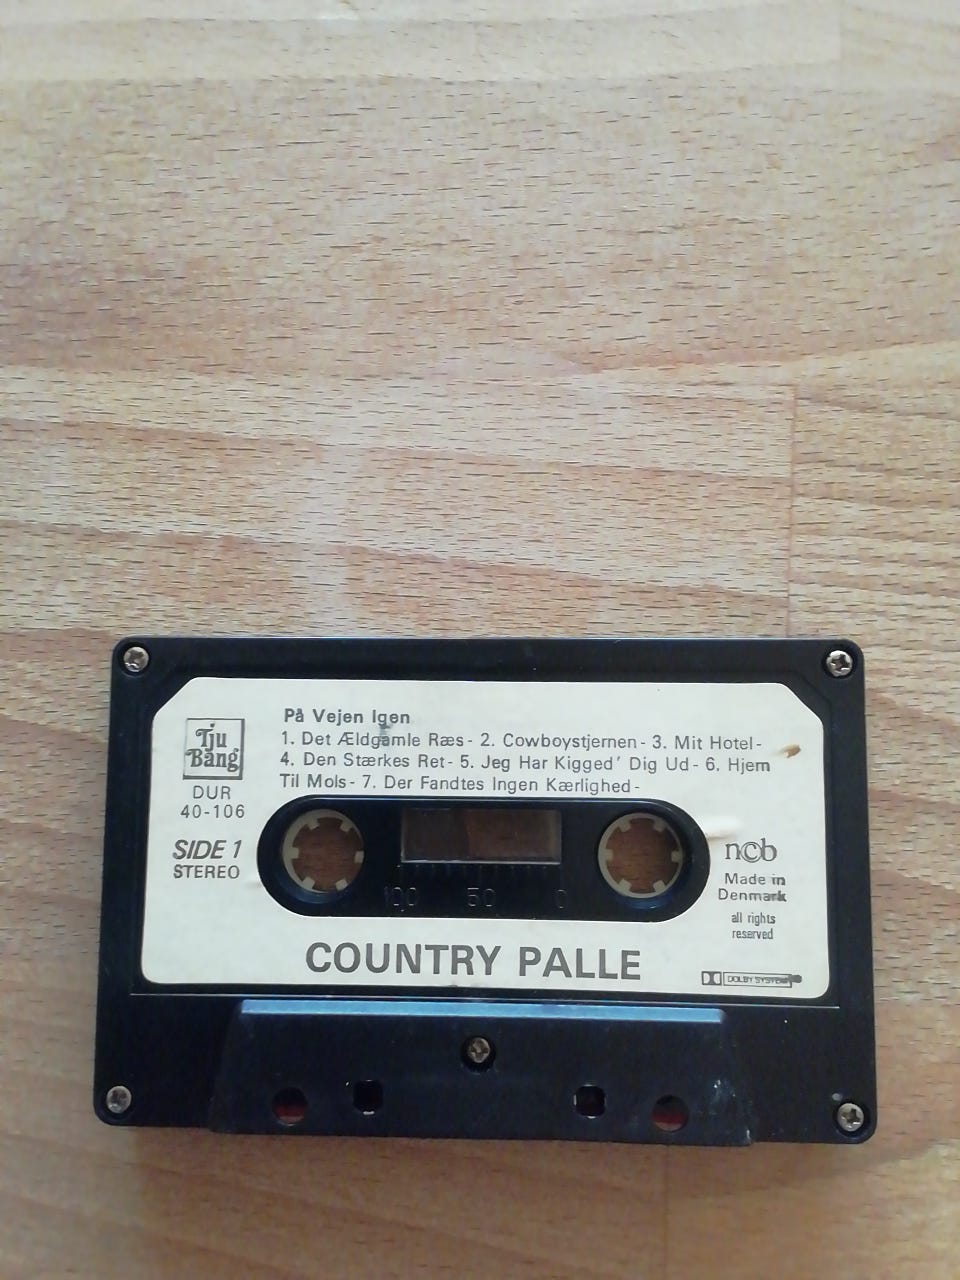 På Vejen Igen
1. Det Ældgamle Ræs - 2. Cowboystjernen - 3. Mit Hotel -
4. Den Stærkes Ret - 5. Jeg Har Kigged' Dig Ud - 6. Hjem
Til Mols - 7. Der Fandtes Ingen Kærlighed -
Tju
Bang
DUR
40-106
SIDE 1
STEREO
100 50 0
n©b
Made in
Denmark
all rights
reserved
COUNTRY PALLE
DOLBY SYSTEM